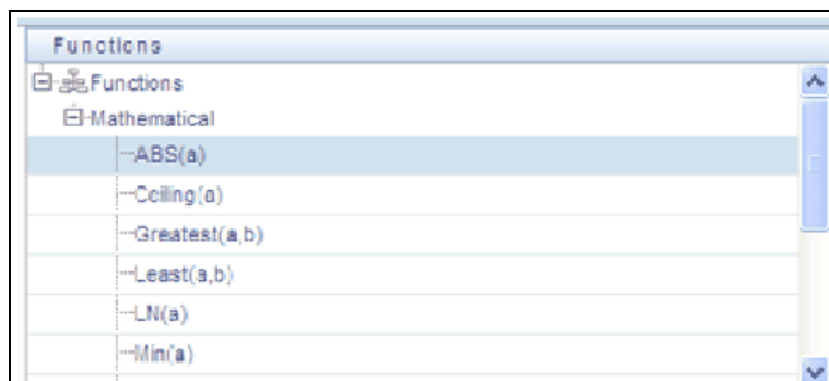 Functions
Functions
Mathematical
ABS(a)
Ceiling(a)
Greatest(a,b)
Least(a,b)
LN(a)
Min(a)